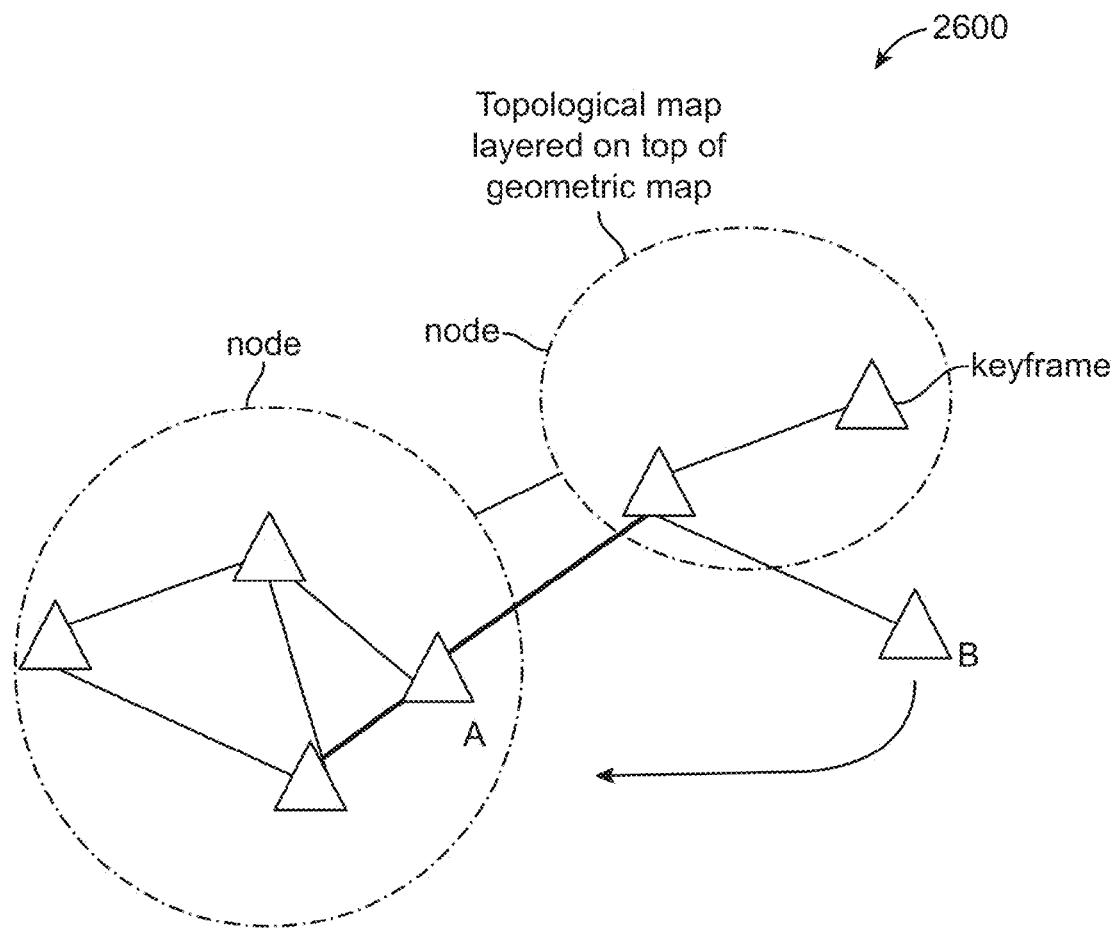 2600
Topological map
layered on top of
geometric map
node
node
keyframe
A
B